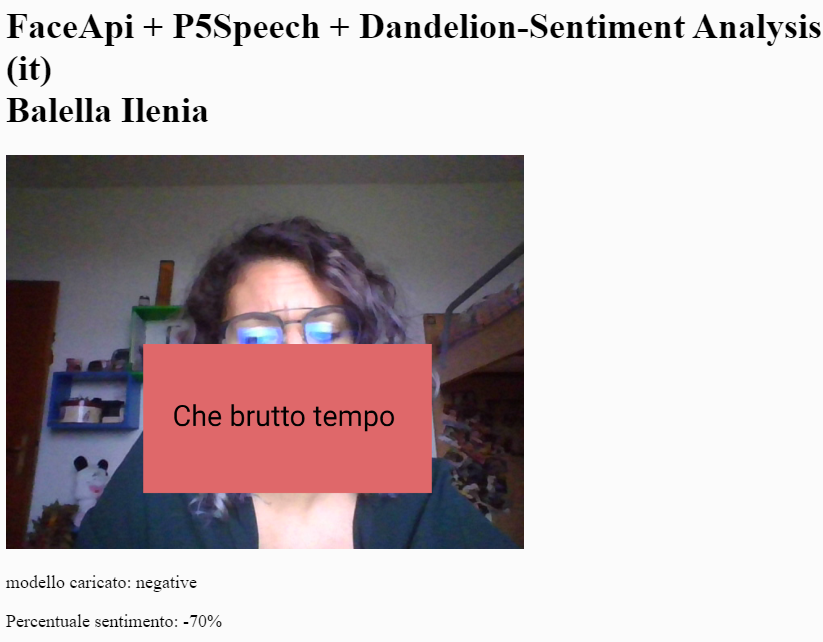 FaceApi + P5Speech + Dandelion-Sentiment Analysis
(it)
Balella Ilenia
Che brutto tempo
modello caricato: negative
Percentuale sentimento: -70%